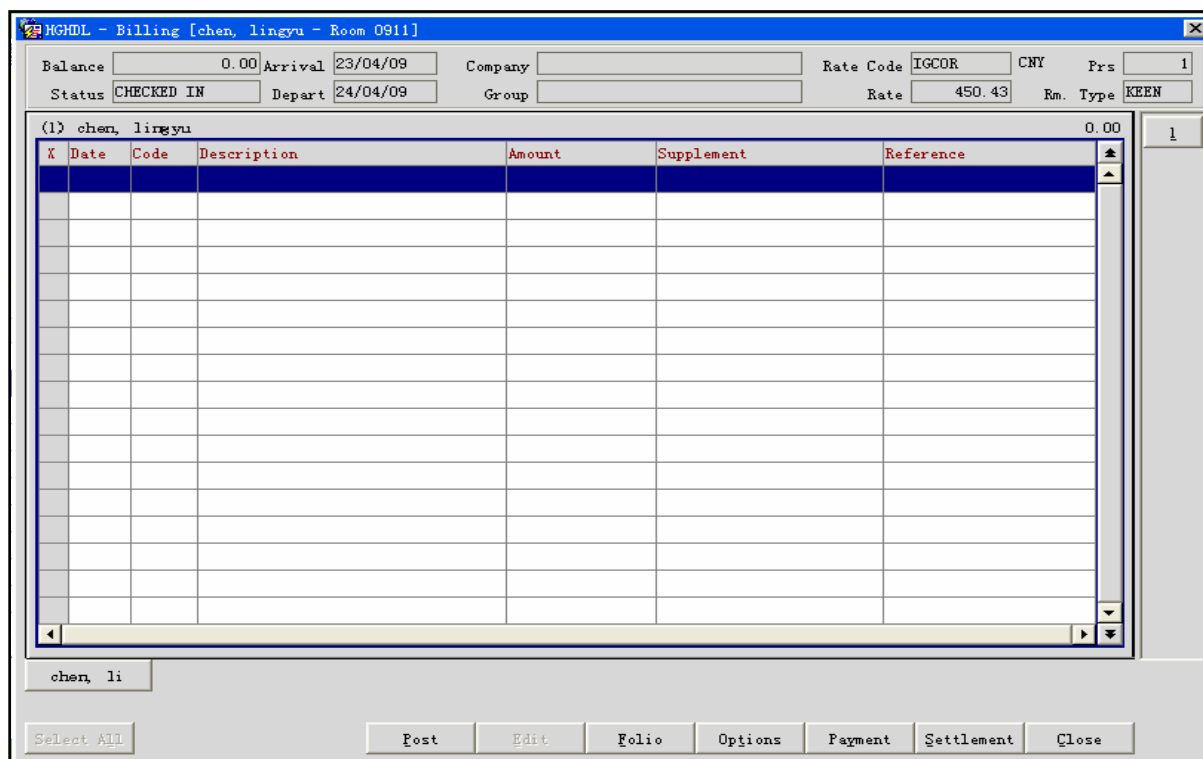 HGHDL - Billing [chen, lingyu - Room 0911]
Balance 0.00 Arrival 23/04/09 Company Rate Code IGCOR CNY Prs 1
Status CHECKED IN Depart 24/04/09 Group Rate 450.43 Rm. Type KEEN
(1) chen, lingyu 0.00 1
X Date Code Description Amount Supplement Reference
chen, li
Select All Post Edit Folio Options Payment Settlement Close